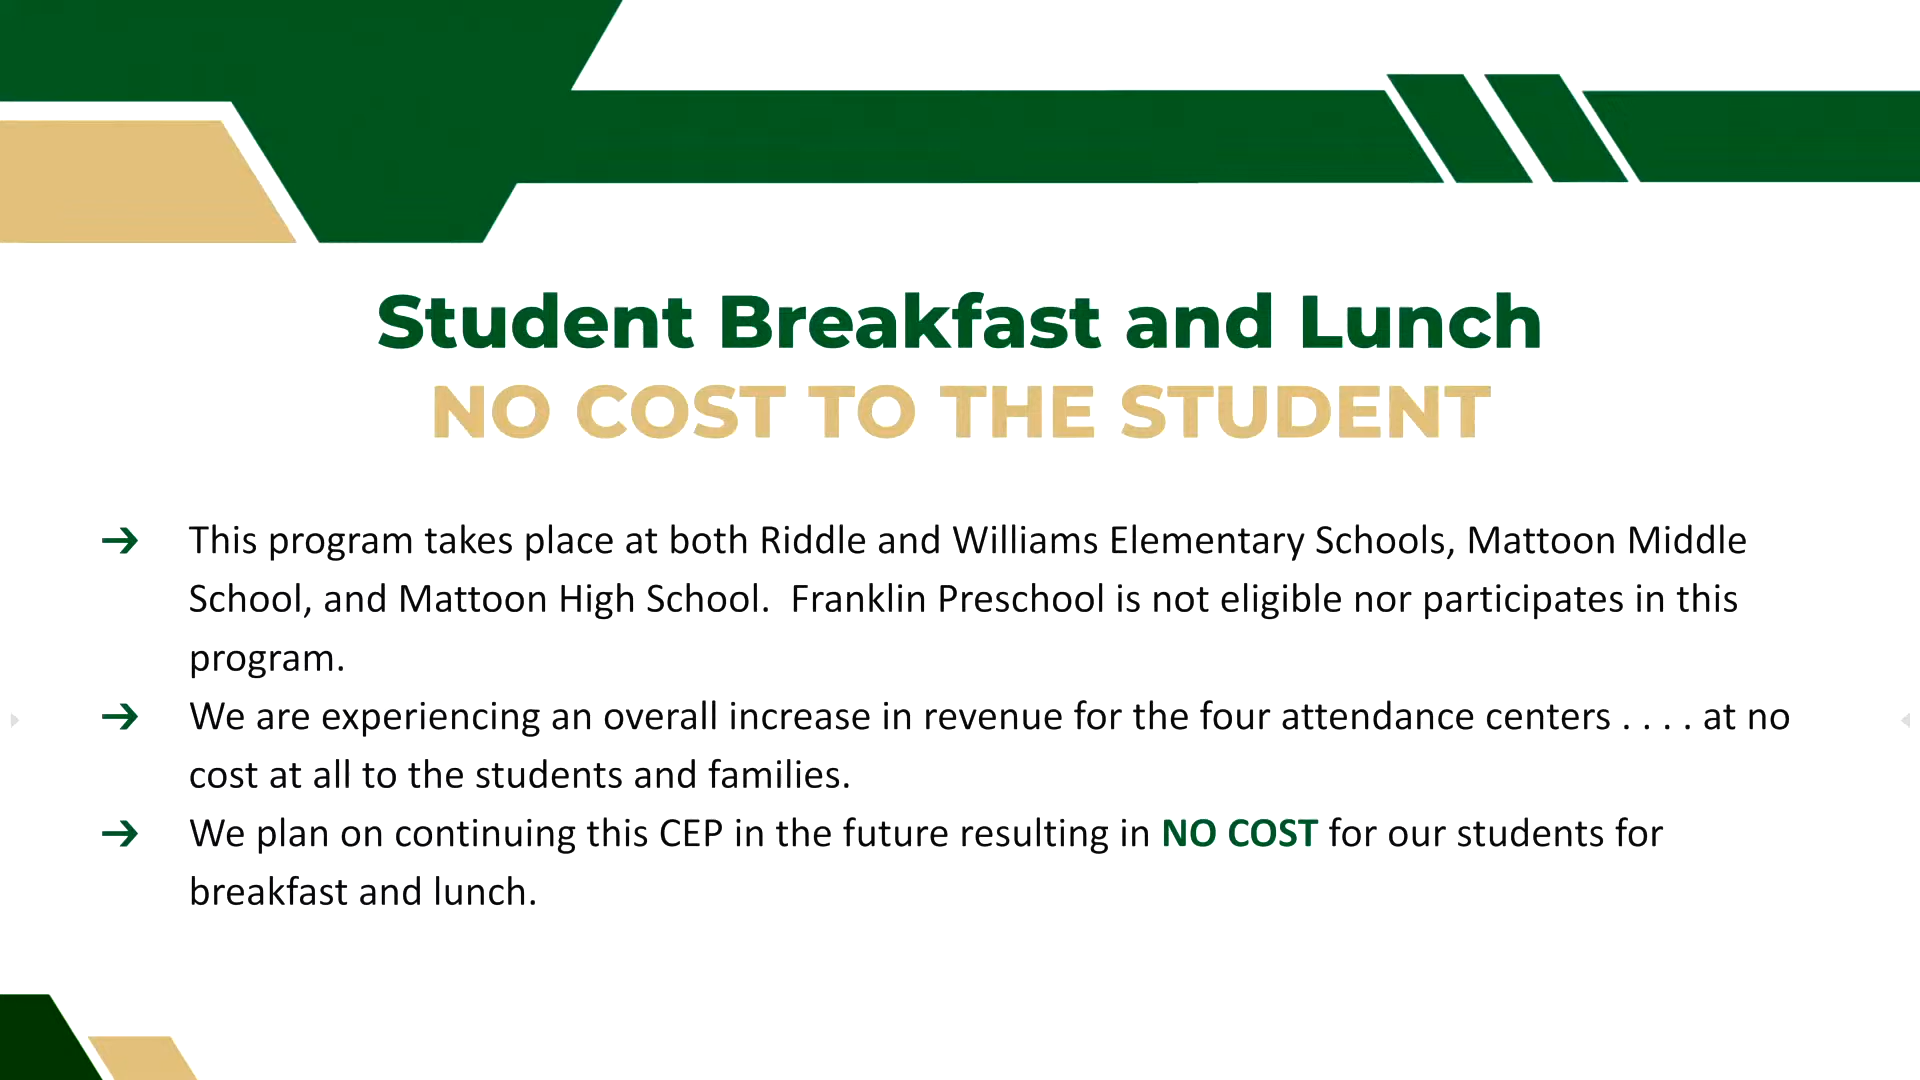 Student Breakfast and Lunch
NO COST TO THE STUDENT
➔ This program takes place at both Riddle and Williams Elementary Schools, Mattoon Middle
School, and Mattoon High School.  Franklin Preschool is not eligible nor participates in this
program.
➔ We are experiencing an overall increase in revenue for the four attendance centers . . . . at no
cost at all to the students and families.
➔ We plan on continuing this CEP in the future resulting in NO COST for our students for
breakfast and lunch.